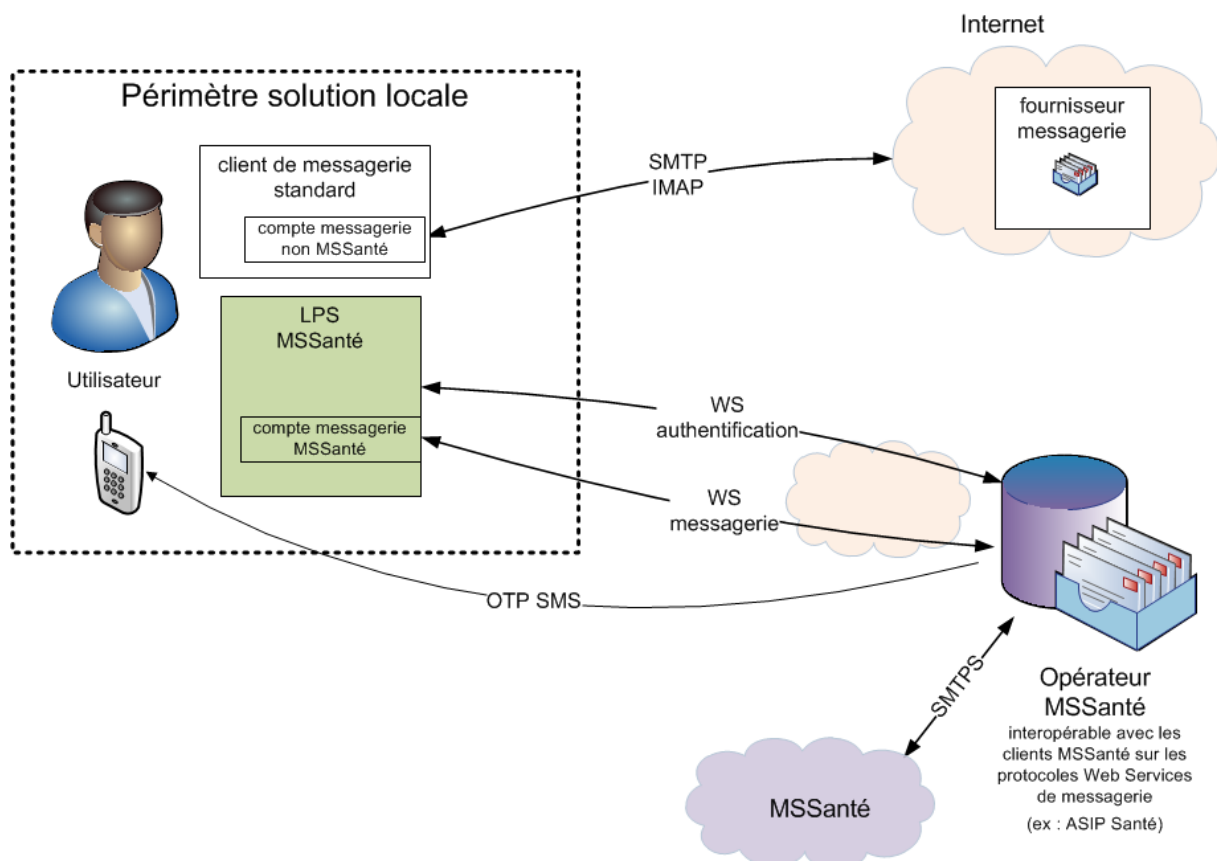 Internet
Périmètre solution locale
fournisseur
messagerie
client de messagerie
standard
SMTP
IMAP
compte messagerie
non MSSanté
LPS
MSSanté
Utilisateur
WS
authentification
compte messagerie
MSSanté
WS
messagerie
OTP SMS
SMTPS
Opérateur
MSSanté
interopérable avec les
clients MSSanté sur les
protocoles Web Services
de messagerie
(ex : ASIP Santé)
MSSanté